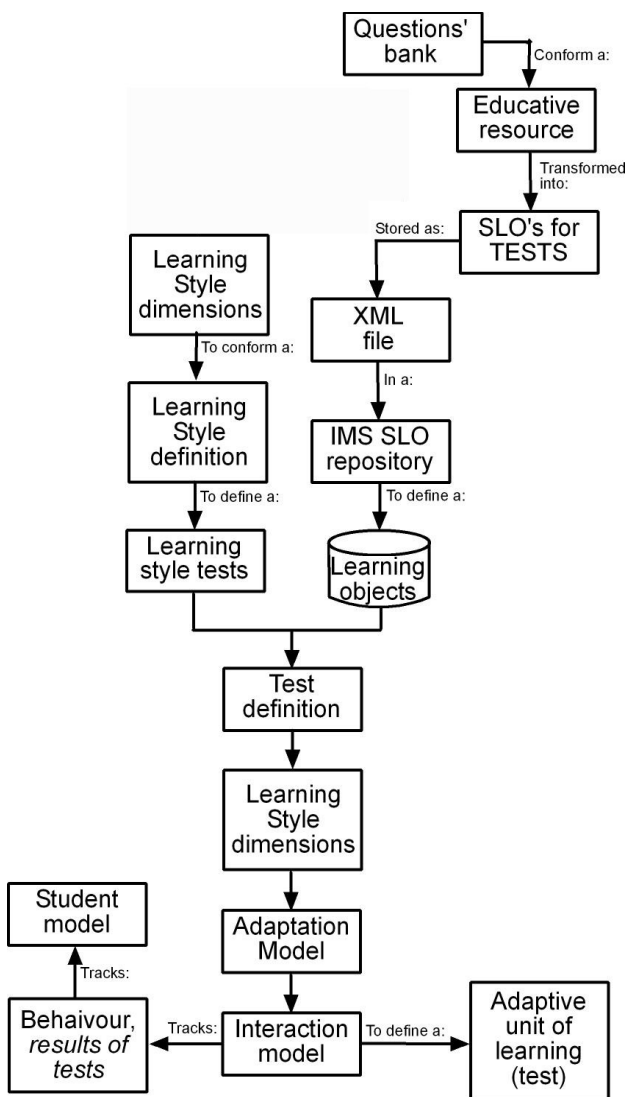 Questions'
bank
Conform a:
Educative
resource
Transformed
into:
SLO's for
TESTS
Stored as:
XML
file
In a:
IMS SLO
repository
To define a:
Learning
objects
Learning
Style
dimensions
To conform a:
Learning
Style
definition
To define a:
Learning
style tests
Test
definition
Learning
Style
dimensions
Adaptation
Model
Interaction
model
Tracks:
Behaivour,
results of
tests
Tracks:
Student
model
To define a:
Adaptive
unit of
learning
(test)